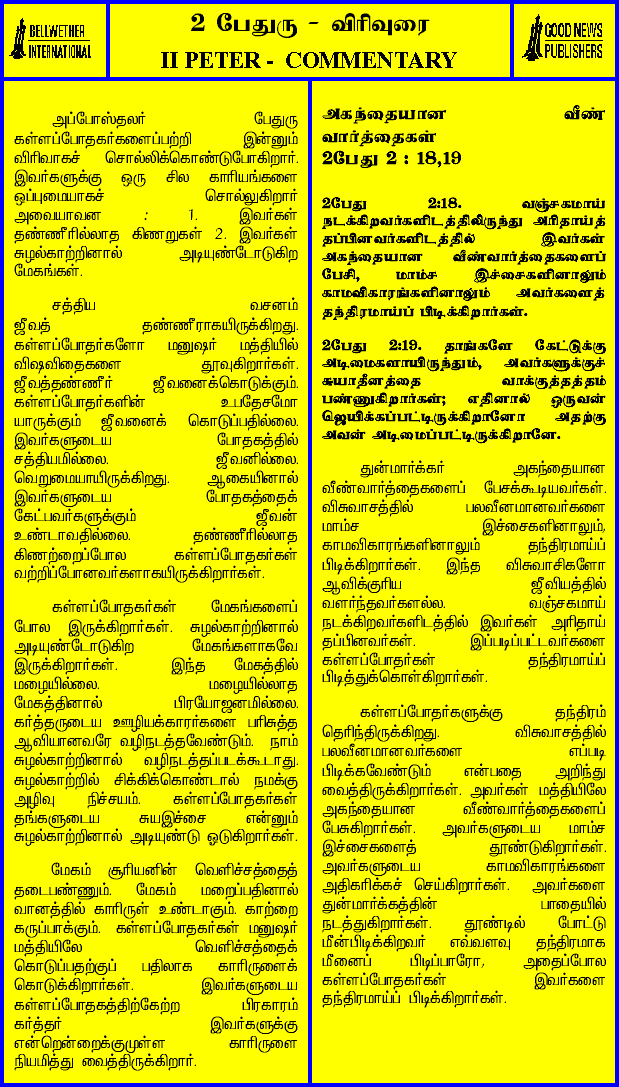 BELLWETHER
INTERNATIONAL
2 பேதுரு - விரிவுரை
II PETER - COMMENTARY
GOOD NEWS
PUBLISHERS
அப்போஸ்தலர் பேதுரு
கள்ளப்போதகர்களைப்பற்றி இன்னும்
விரிவாகச் சொல்லிக்கொண்டுபோகிறார்.
இவர்களுக்கு ஒரு சில காரியங்களை
ஒப்புமையாகச் சொல்லுகிறார்
அவையாவன : 1. இவர்கள்
தண்ணீரில்லாத கிணறுகள் 2. இவர்கள்
சுழல்காற்றினால் அடியுண்டோடுகிற
மேகங்கள்.
சத்திய வசனம்
ஜீவத் தண்ணீராகயிருக்கிறது.
கள்ளப்போதர்களோ மனுஷர் மத்தியில்
விஷவிதைகளை தூவுகிறார்கள்.
ஜீவத்தண்ணீர் ஜீவனைக்கொடுக்கும்.
கள்ளப்போதர்களின் உபதேசமோ
யாருக்கும் ஜீவனைக் கொடுப்பதில்லை.
இவர்களுடைய போதகத்தில்
சத்தியமில்லை. ஜீவனில்லை.
வெறுமையாயிருக்கிறது. ஆகையினால்
இவர்களுடைய போதகத்தைக்
கேட்பவர்களுக்கும் ஜீவன்
உண்டாவதில்லை. தண்ணீரில்லாத
கிணற்றைப்போல கள்ளப்போதகர்கள்
வற்றிப்போனவர்களாகயிருக்கிறார்கள்.
கள்ளப்போதகர்கள் மேகங்களைப்
போல இருக்கிறார்கள். சுழல்காற்றினால்
அடியுண்டோடுகிற மேகங்களாகவே
இருக்கிறார்கள். இந்த மேகத்தில்
மழையில்லை. மழையில்லாத
மேகத்தினால் பிரயோஜனமில்லை.
கர்த்தருடைய ஊழியக்காரர்களை பரிசுத்த
ஆவியானவரே வழிநடத்தவேண்டும். நாம்
சுழல்காற்றினால் வழிநடத்தப்படக்கூடாது.
சுழல்காற்றில் சிக்கிக்கொண்டால் நமக்கு
அழிவு நிச்சயம். கள்ளப்போதகர்கள்
தங்களுடைய சுயஇச்சை என்னும்
சுழல்காற்றினால் அடியுண்டு ஓடுகிறார்கள்.
மேகம் சூரியனின் வெளிச்சத்தைத்
தடைபண்ணும். மேகம் மறைப்பதினால்
வானத்தில் காரிருள் உண்டாகும். காற்றை
கருப்பாக்கும். கள்ளப்போதகர்கள் மனுஷர்
மத்தியிலே வெளிச்சத்தைக்
கொடுப்பதற்குப் பதிலாக காரிருளைக்
கொடுக்கிறார்கள். இவர்களுடைய
கள்ளப்போதகத்திற்கேற்ற பிரகாரம்
கர்த்தர் இவர்களுக்கு
என்றென்றைக்குமுள்ள காரிருளை
நியமித்து வைத்திருக்கிறார்.
அகந்தையான வீண்
வார்த்தைகள்
2பேது 2 : 18,19
2பேது 2:18. வஞ்சகமாய்
நடக்கிறவர்களிடத்திலிருந்து அரிதாய்த்
தப்பினவர்களிடத்தில் இவர்கள்
அகந்தையான வீண்வார்த்தைகளைப்
பேசி, மாம்ச இச்சைகளினாலும்
காமவிகாரங்களினாலும் அவர்களைத்
தந்திரமாய்ப் பிடிக்கிறார்கள்.
2பேது 2:19. தாங்களே கேட்டுக்கு
அடிமைகளாயிருந்தும், அவர்களுக்குச்
சுயாதீனத்தை வாக்குத்தத்தம்
பண்ணுகிறார்கள்; எதினால் ஒருவன்
ஜெயிக்கப்பட்டிருக்கிறானோ அதற்கு
அவன் அடிமைப்பட்டிருக்கிறானே.
துன்மார்க்கர் அகந்தையான
வீண்வார்த்தைகளைப் பேசக்கூடியவர்கள்.
விசுவாசத்தில் பலவீனமானவர்களை
மாம்ச இச்சைகளினாலும்,
காமவிகாரங்களினாலும் தந்திரமாய்ப்
பிடிக்கிறார்கள். இந்த விசுவாசிகளோ
ஆவிக்குரிய ஜீவியத்தில்
வளர்ந்தவர்களல்ல. வஞ்சகமாய்
நடக்கிறவர்களிடத்தில் இவர்கள் அரிதாய்
தப்பினவர்கள். இப்படிப்பட்டவர்களை
கள்ளப்போதர்கள் தந்திரமாய்ப்
பிடித்துக்கொள்கிறார்கள்.
கள்ளப்போதர்களுக்கு தந்திரம்
தெரிந்திருக்கிறது. விசுவாசத்தில்
பலவீனமானவர்களை எப்படி
பிடிக்கவேண்டும் என்பதை அறிந்து
வைத்திருக்கிறார்கள். அவர்கள் மத்தியிலே
அகந்தையான வீண்வார்த்தைகளைப்
பேசுகிறார்கள். அவர்களுடைய மாம்ச
இச்சைகளைத் தூண்டுகிறார்கள்.
அவர்களுடைய காமவிகாரங்களை
அதிகரிக்கச் செய்கிறார்கள். அவர்களை
துன்மார்க்கத்தின் பாதையில்
நடத்துகிறார்கள். தூண்டில் போட்டு
மீன்பிடிக்கிறவர் எவ்வளவு தந்திரமாக
மீனைப் பிடிப்பாரோ, அதைப்போல
கள்ளப்போதகர்கள் இவர்களை
தந்திரமாய்ப் பிடிக்கிறார்கள்.